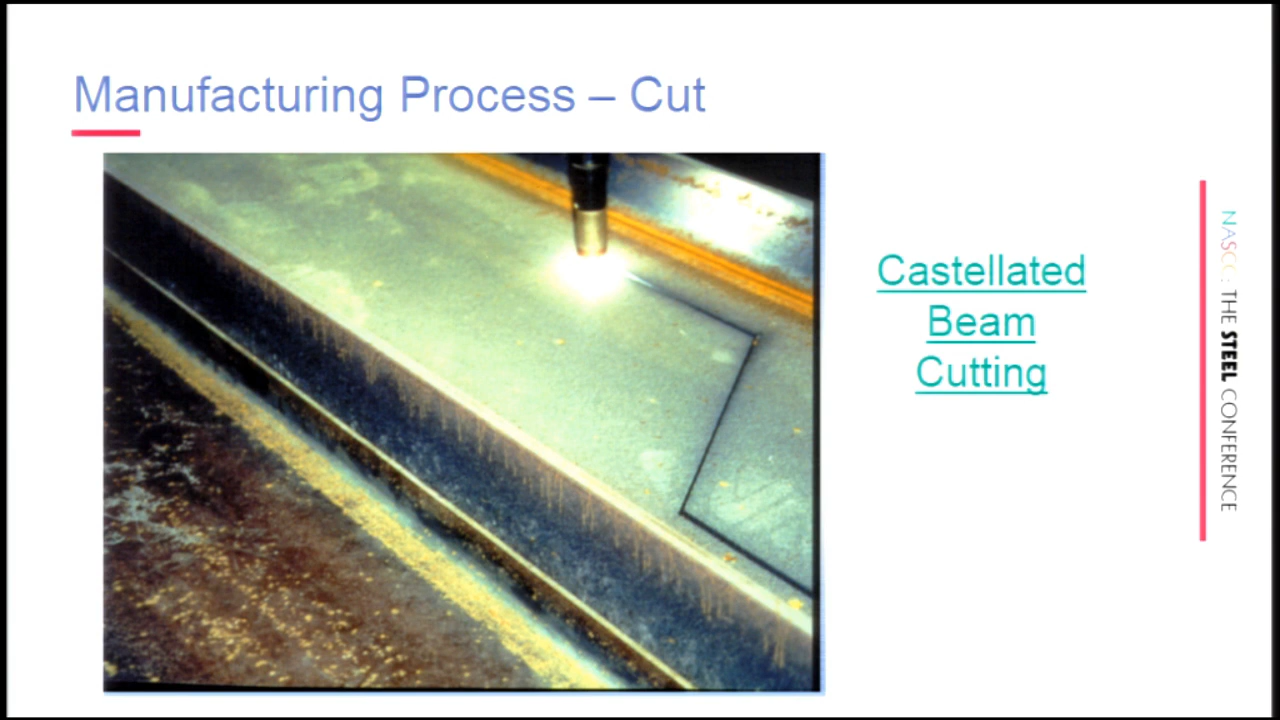 Manufacturing Process – Cut
Castellated
Beam
Cutting
NASCC: THE STEEL CONFERENCE